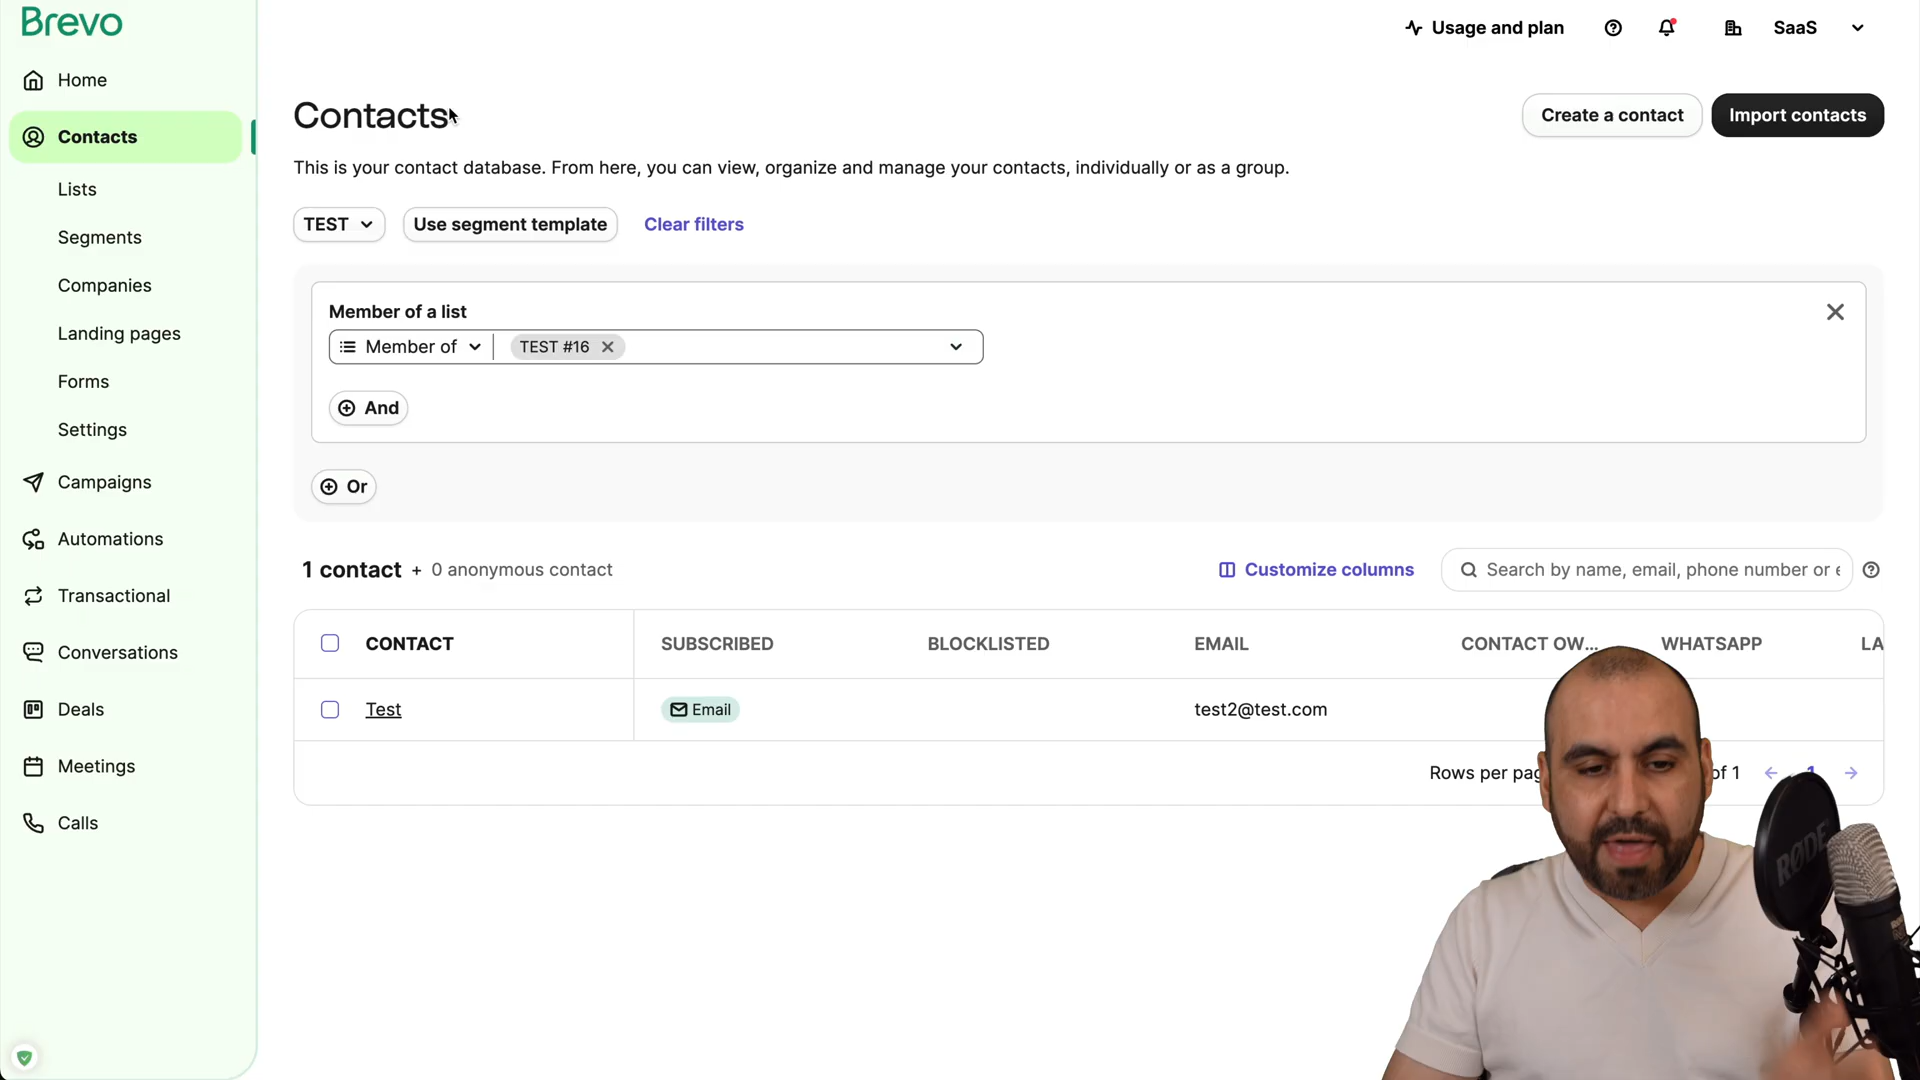 Brevo
Usage and plan
SaaS
Home
Contacts
Lists
Segments
Companies
Landing pages
Forms
Settings
Campaigns
Automations
Transactional
Conversations
Deals
Meetings
Calls
Contacts
Create a contact
Import contacts
This is your contact database. From here, you can view, organize and manage your contacts, individually or as a group.
TEST
Use segment template
Clear filters
Member of a list
Member of
TEST #16
And
Or
1 contact + 0 anonymous contact
Customize columns
Search by name, email, phone number or e
CONTACT SUBSCRIBED BLOCKLISTED EMAIL CONTACT OW... WHATSAPP LA
Test Email test2@test.com
Rows per pag of 1 1
RØDE